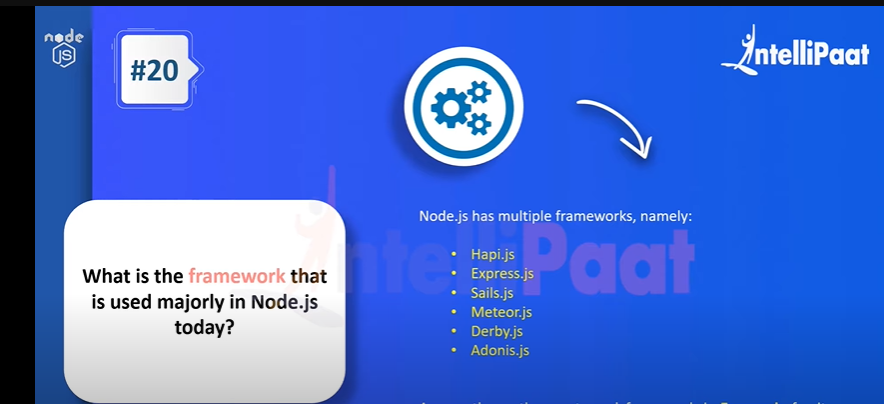 node
JS
#20
IntelliPaat
Node.js has multiple frameworks, namely:
• Hapi.js
• Express.js
• Sails.js
• Meteor.js
• Derby.js
• Adonis.js
What is the framework that
is used majorly in Node.js
today?
IntelliPaat